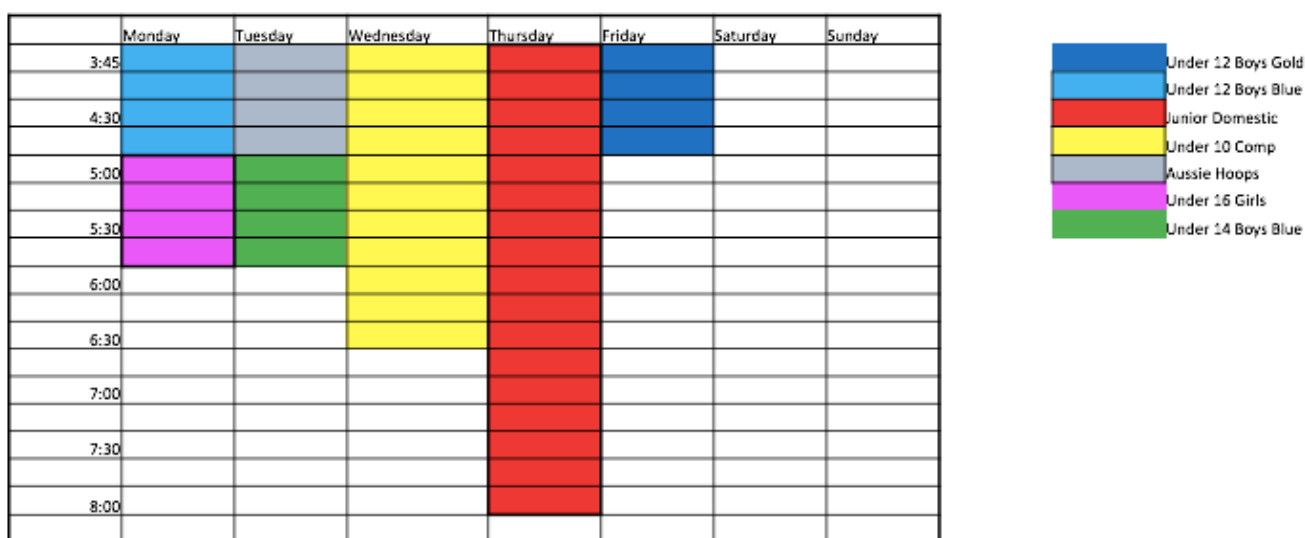 Monday Tuesday Wednesday Thursday Friday Saturday Sunday
3:45
4:30
5:00
5:30
6:00
6:30
7:00
7:30
8:00
Under 12 Boys Gold
Under 12 Boys Blue
Junior Domestic
Under 10 Comp
Aussie Hoops
Under 16 Girls
Under 14 Boys Blue